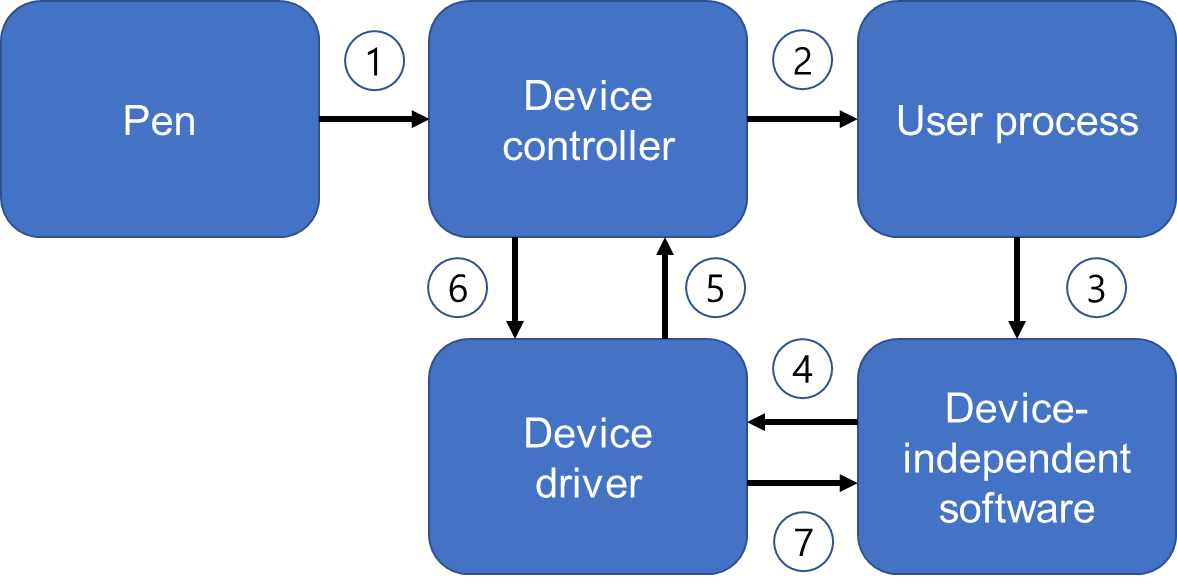 1
2
Pen
Device
controller
User process
6
5
3
4
Device
driver
Device-
independent
software
7